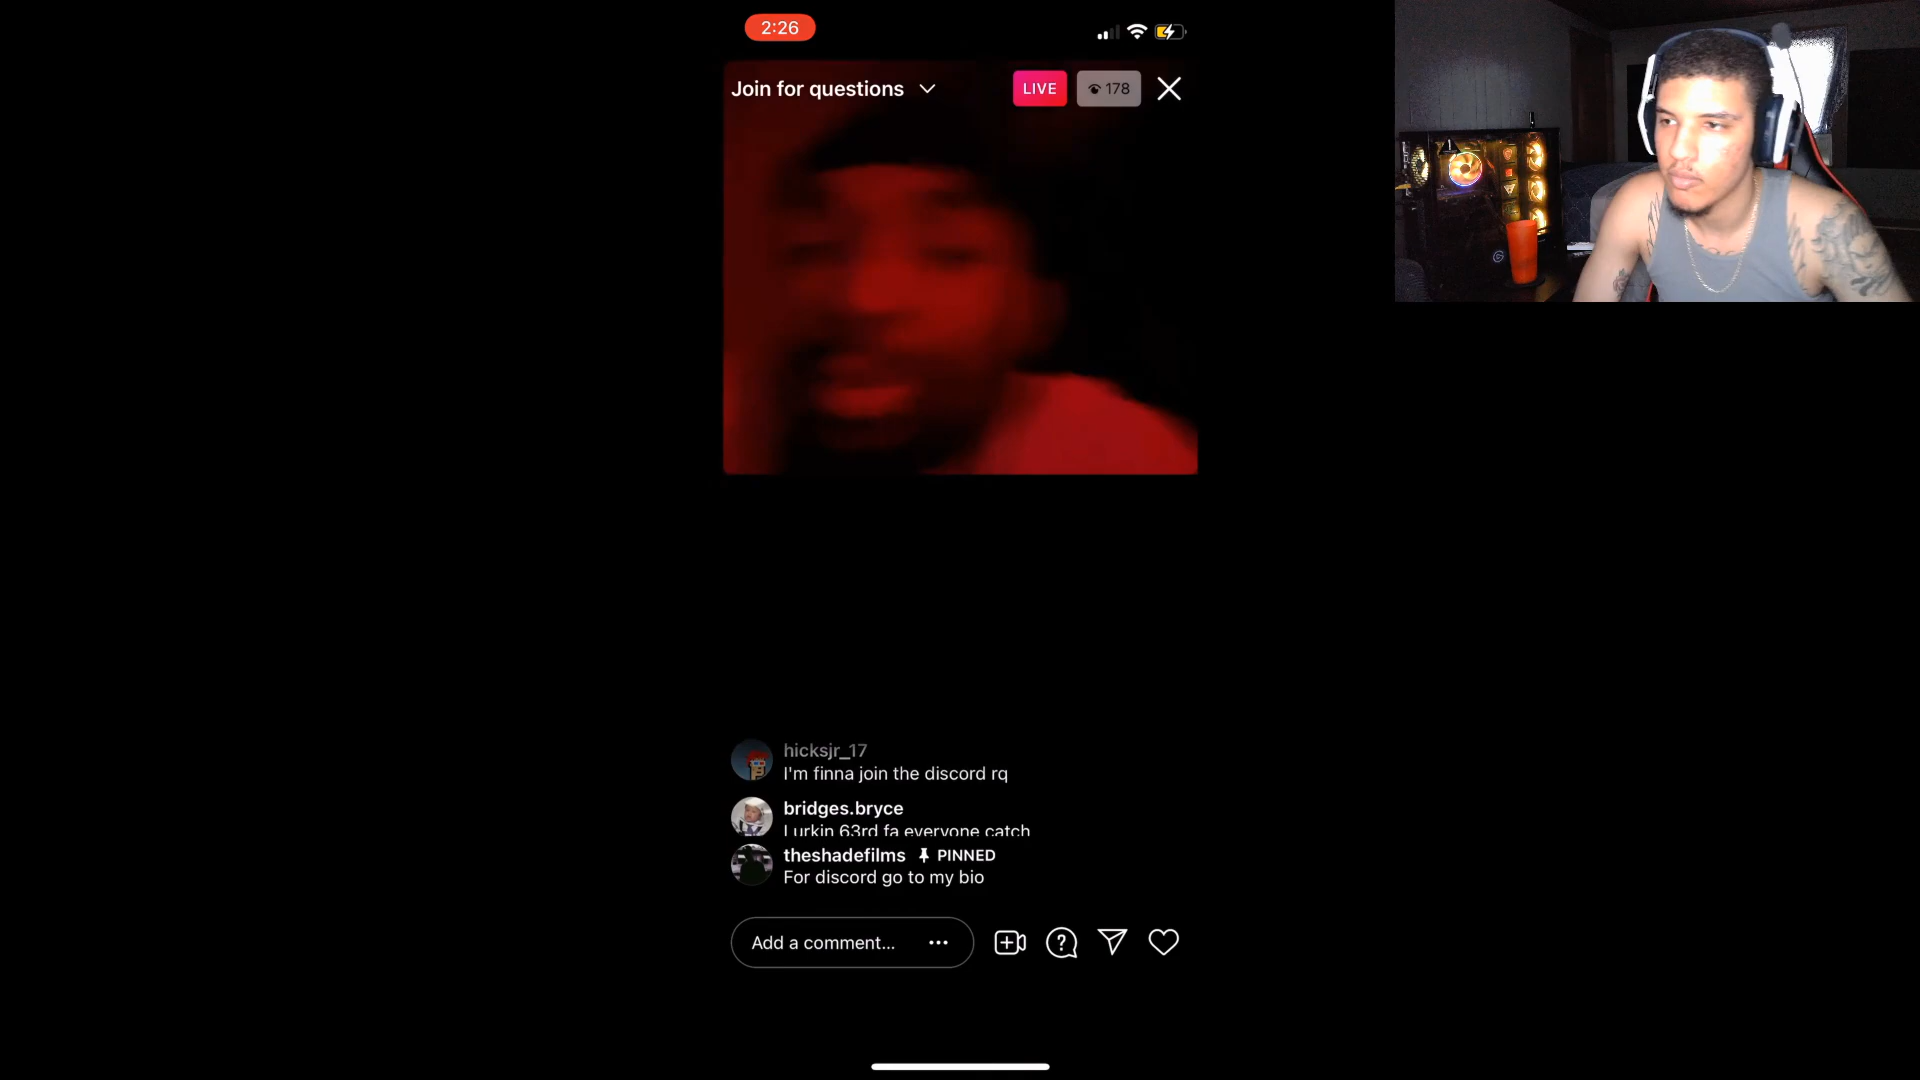 2:26
Join for questions
LIVE
178
hicksjr_17
I'm finna join the discord rq
bridges.bryce
Lurkin 63rd fa everyone catch
theshadefilms PINNED
For discord go to my bio
Add a comment...